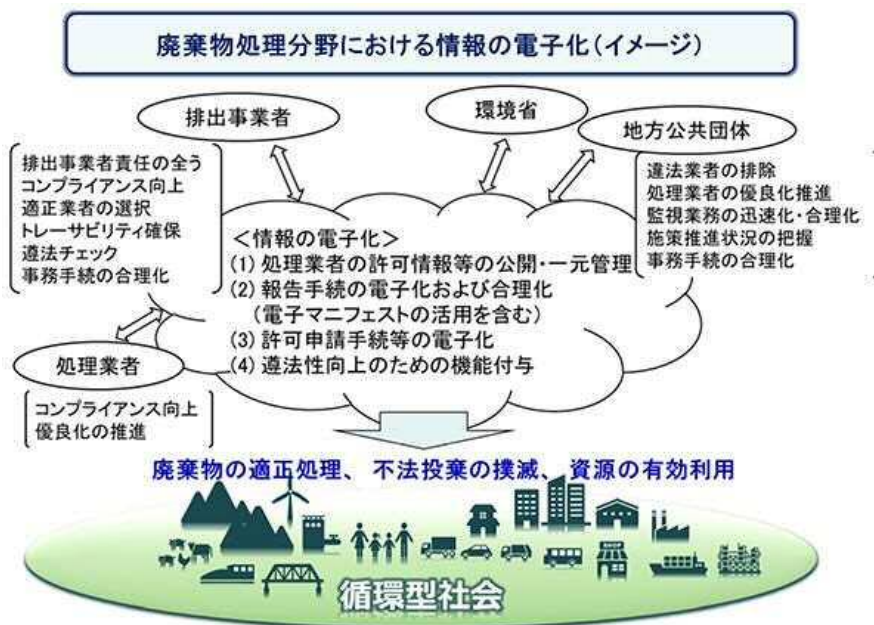 廃棄物処理分野における情報の電子化（イメージ）
排出事業者
環境省
地方公共団体
排出事業者責任の全う
コンプライアンス向上
適正業者の選択
トレーサビリティ確保
遵法チェック
事務手続の合理化
違法業者の排除
処理業者の優良化推進
監視業務の迅速化・合理化
施策推進状況の把握
事務手続の合理化
＜情報の電子化＞
(1) 処理業者の許可情報等の公開・一元管理
(2) 報告手続の電子化および合理化
(電子マニフェストの活用を含む)
(3) 許可申請手続等の電子化
(4) 遵法性向上のための機能付与
処理業者
コンプライアンス向上
優良化の推進
廃棄物の適正処理、不法投棄の撲滅、資源の有効利用
SHOP
循環型社会